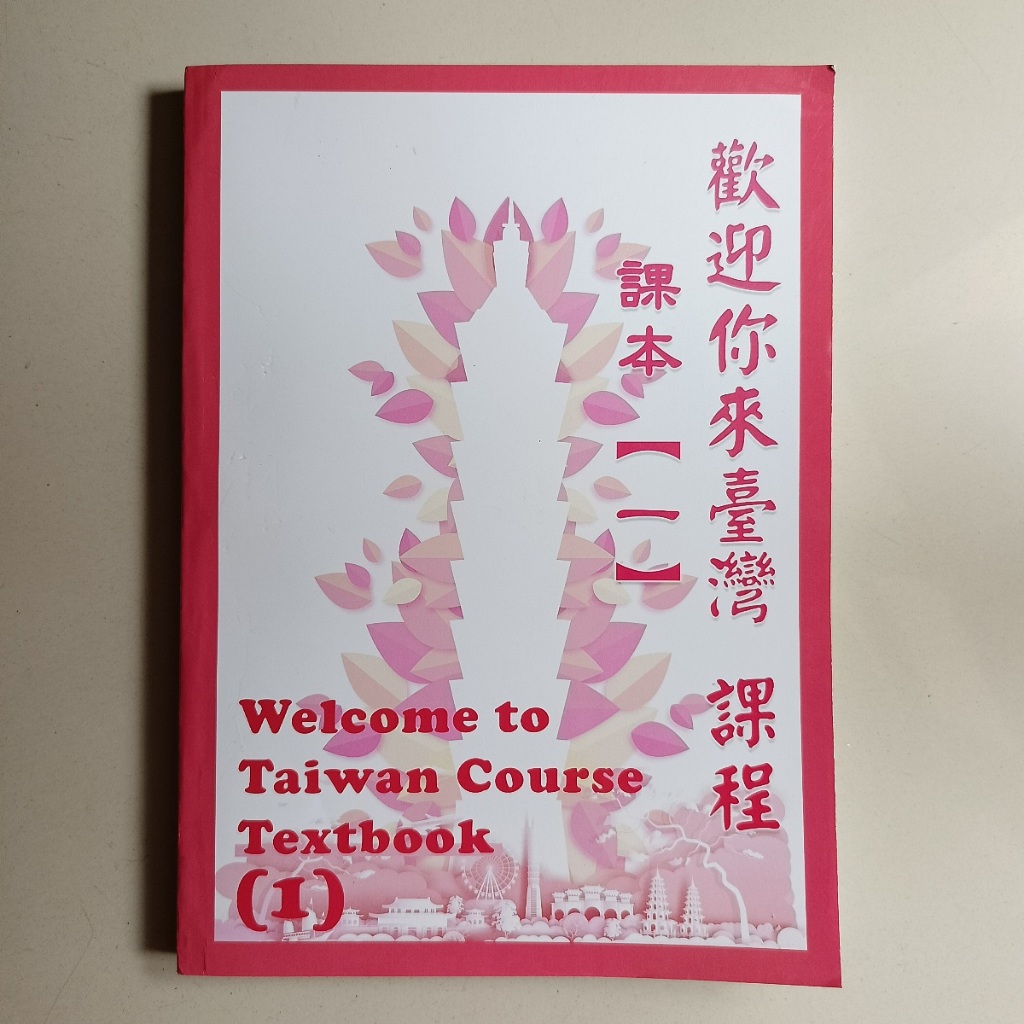 歡迎你來臺灣 課程
課本【一】
Welcome to
Taiwan Course
Textbook
(1)